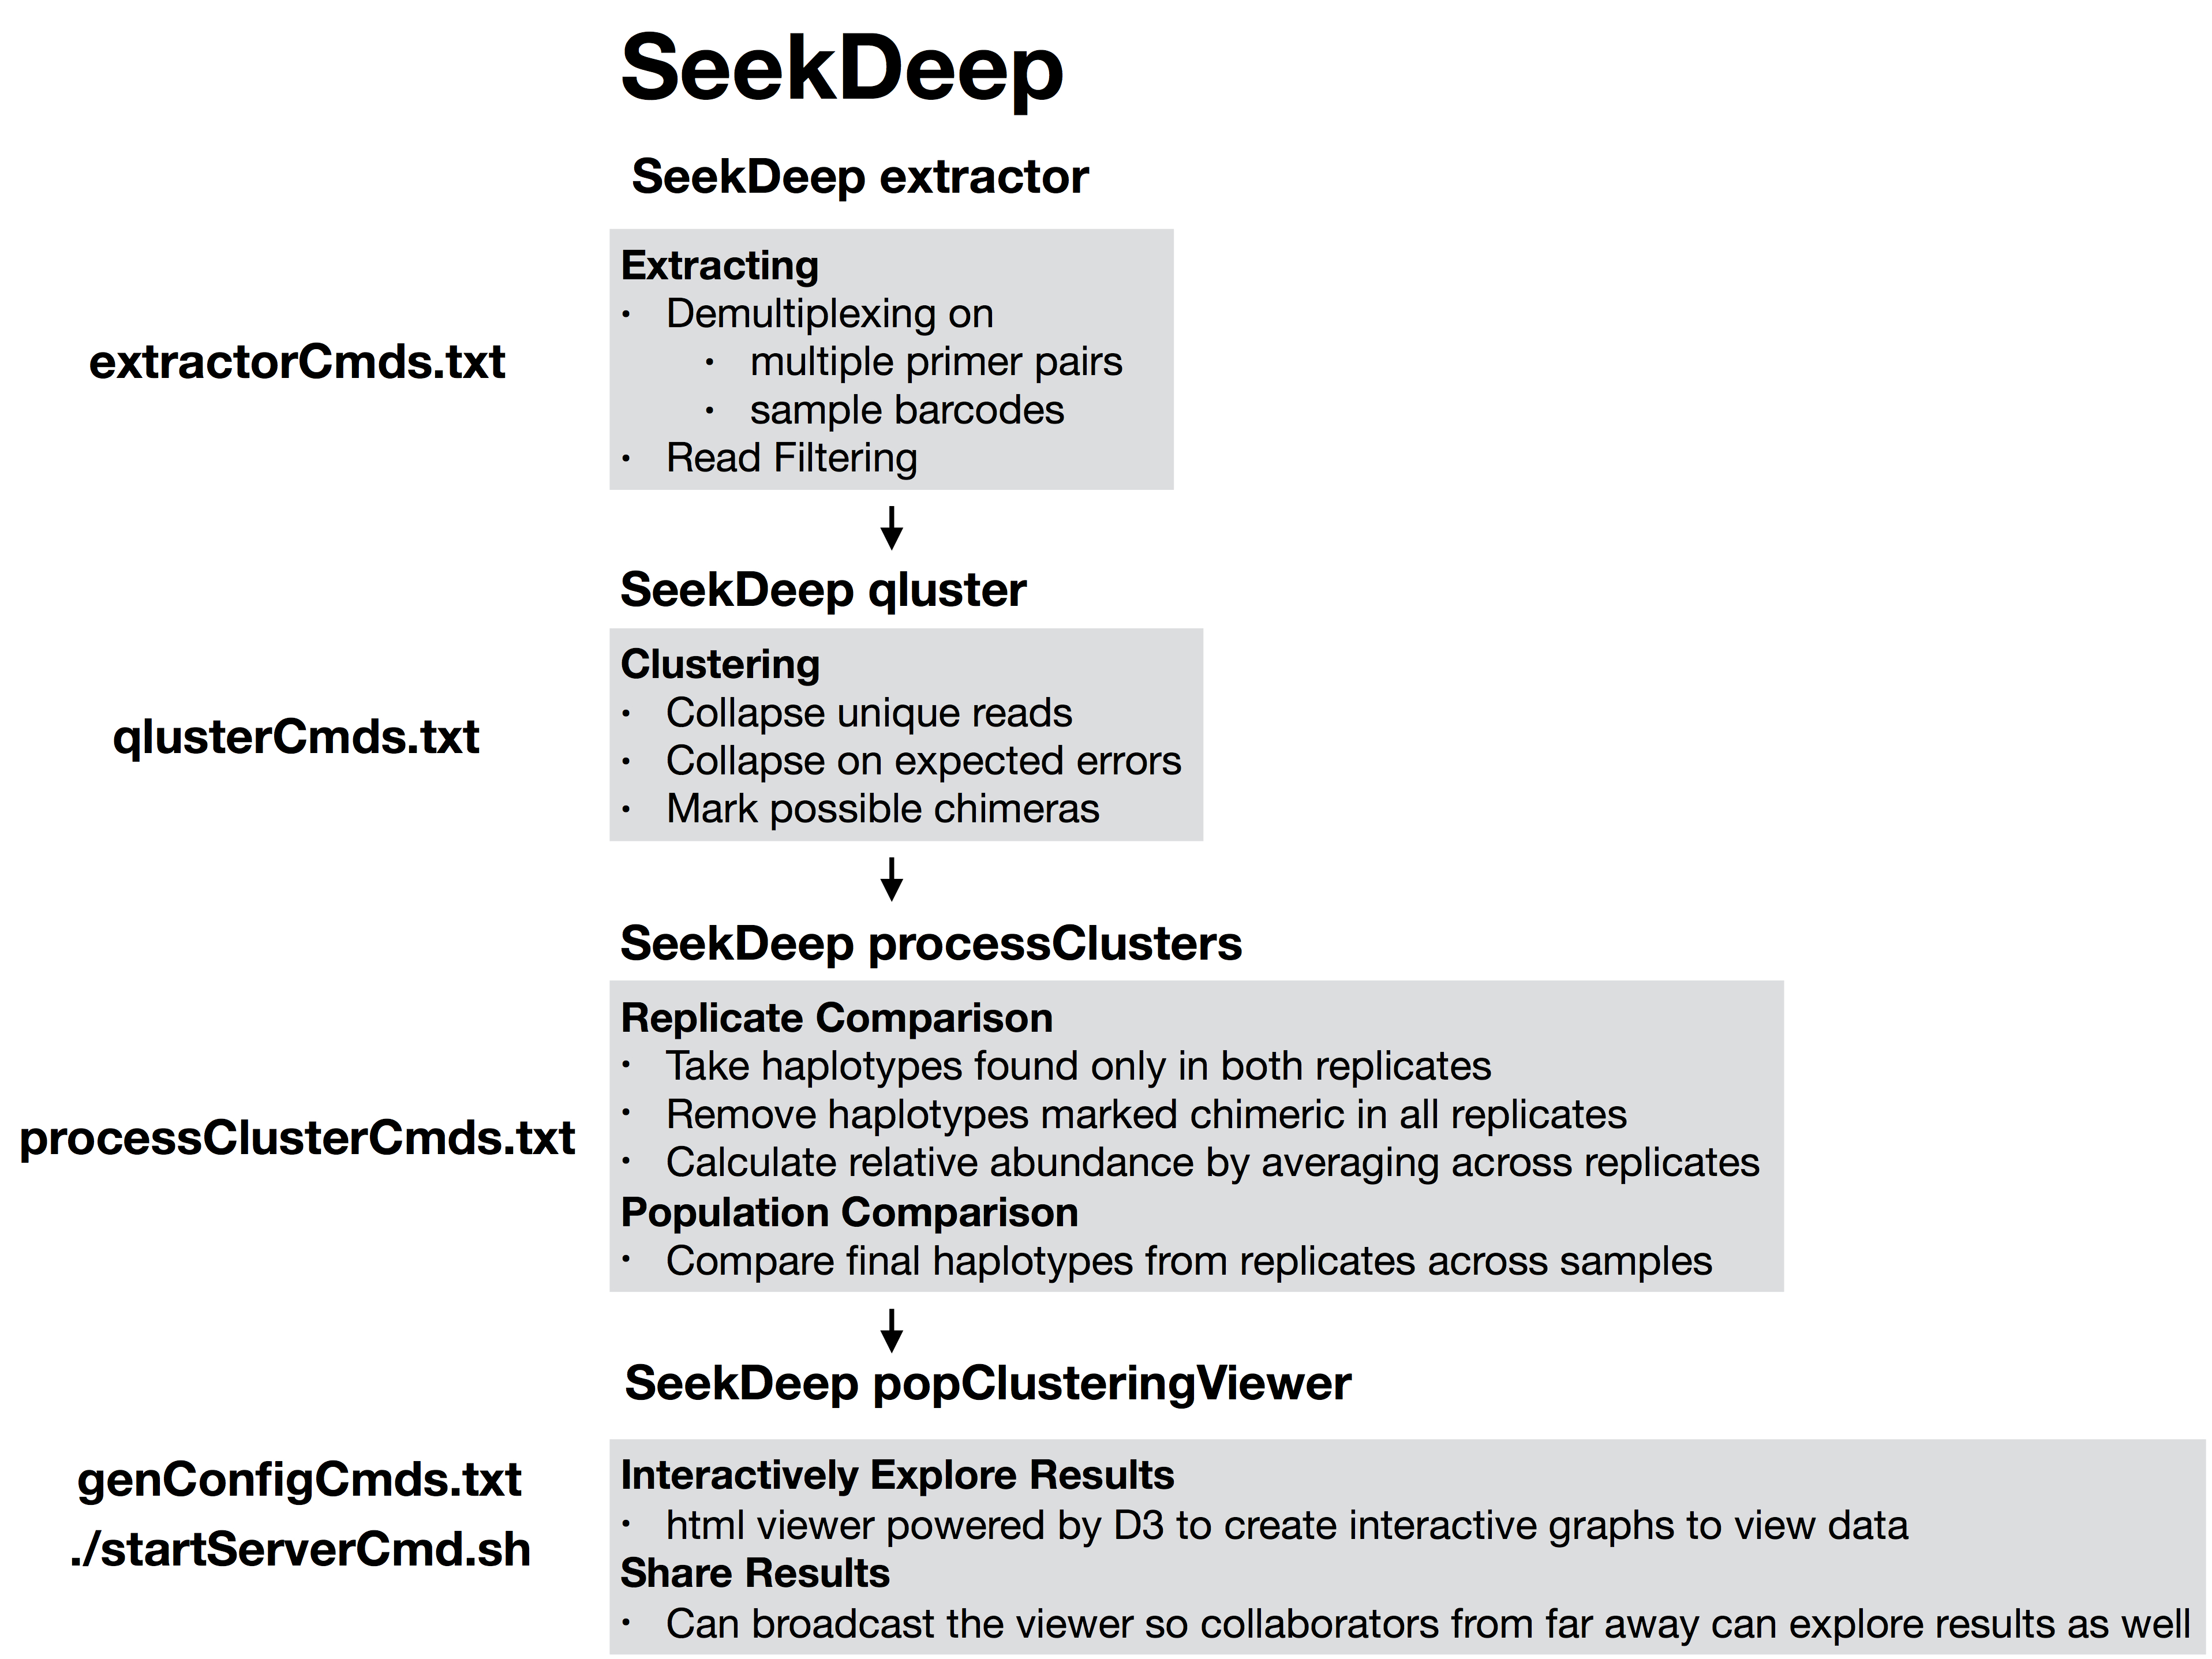 SeekDeep
SeekDeep extractor
extractorCmds.txt
Extracting
• Demultiplexing on
• multiple primer pairs
• sample barcodes
• Read Filtering
SeekDeep qluster
qlusterCmds.txt
Clustering
• Collapse unique reads
• Collapse on expected errors
• Mark possible chimeras
SeekDeep processClusters
processClusterCmds.txt
Replicate Comparison
• Take haplotypes found only in both replicates
• Remove haplotypes marked chimeric in all replicates
• Calculate relative abundance by averaging across replicates
Population Comparison
• Compare final haplotypes from replicates across samples
SeekDeep popClusteringViewer
genConfigCmds.txt
./startServerCmd.sh
Interactively Explore Results
• html viewer powered by D3 to create interactive graphs to view data
Share Results
• Can broadcast the viewer so collaborators from far away can explore results as well